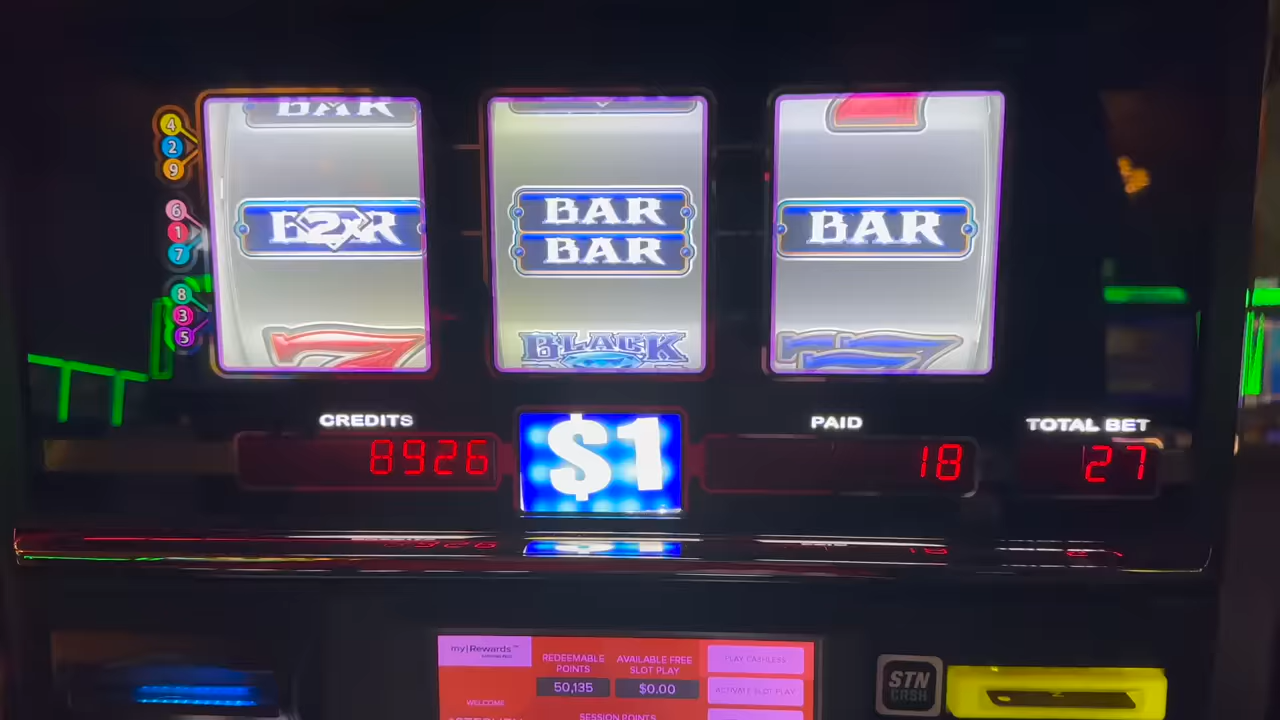 BAR
4
2
9
6
1
7
8
3
5
2x
BAR
BAR
BAR
BLACK
CREDITS
PAID
TOTAL BET
8926
$1
18
27
my|Rewards
REDEEMABLE POINTS
AVAILABLE FREE SLOT PLAY
PLAY CASHLESS
50,135
$0.00
ACTIVATE SLOT PLAY
WELCOME
SESSION POINTS
STN
CASH